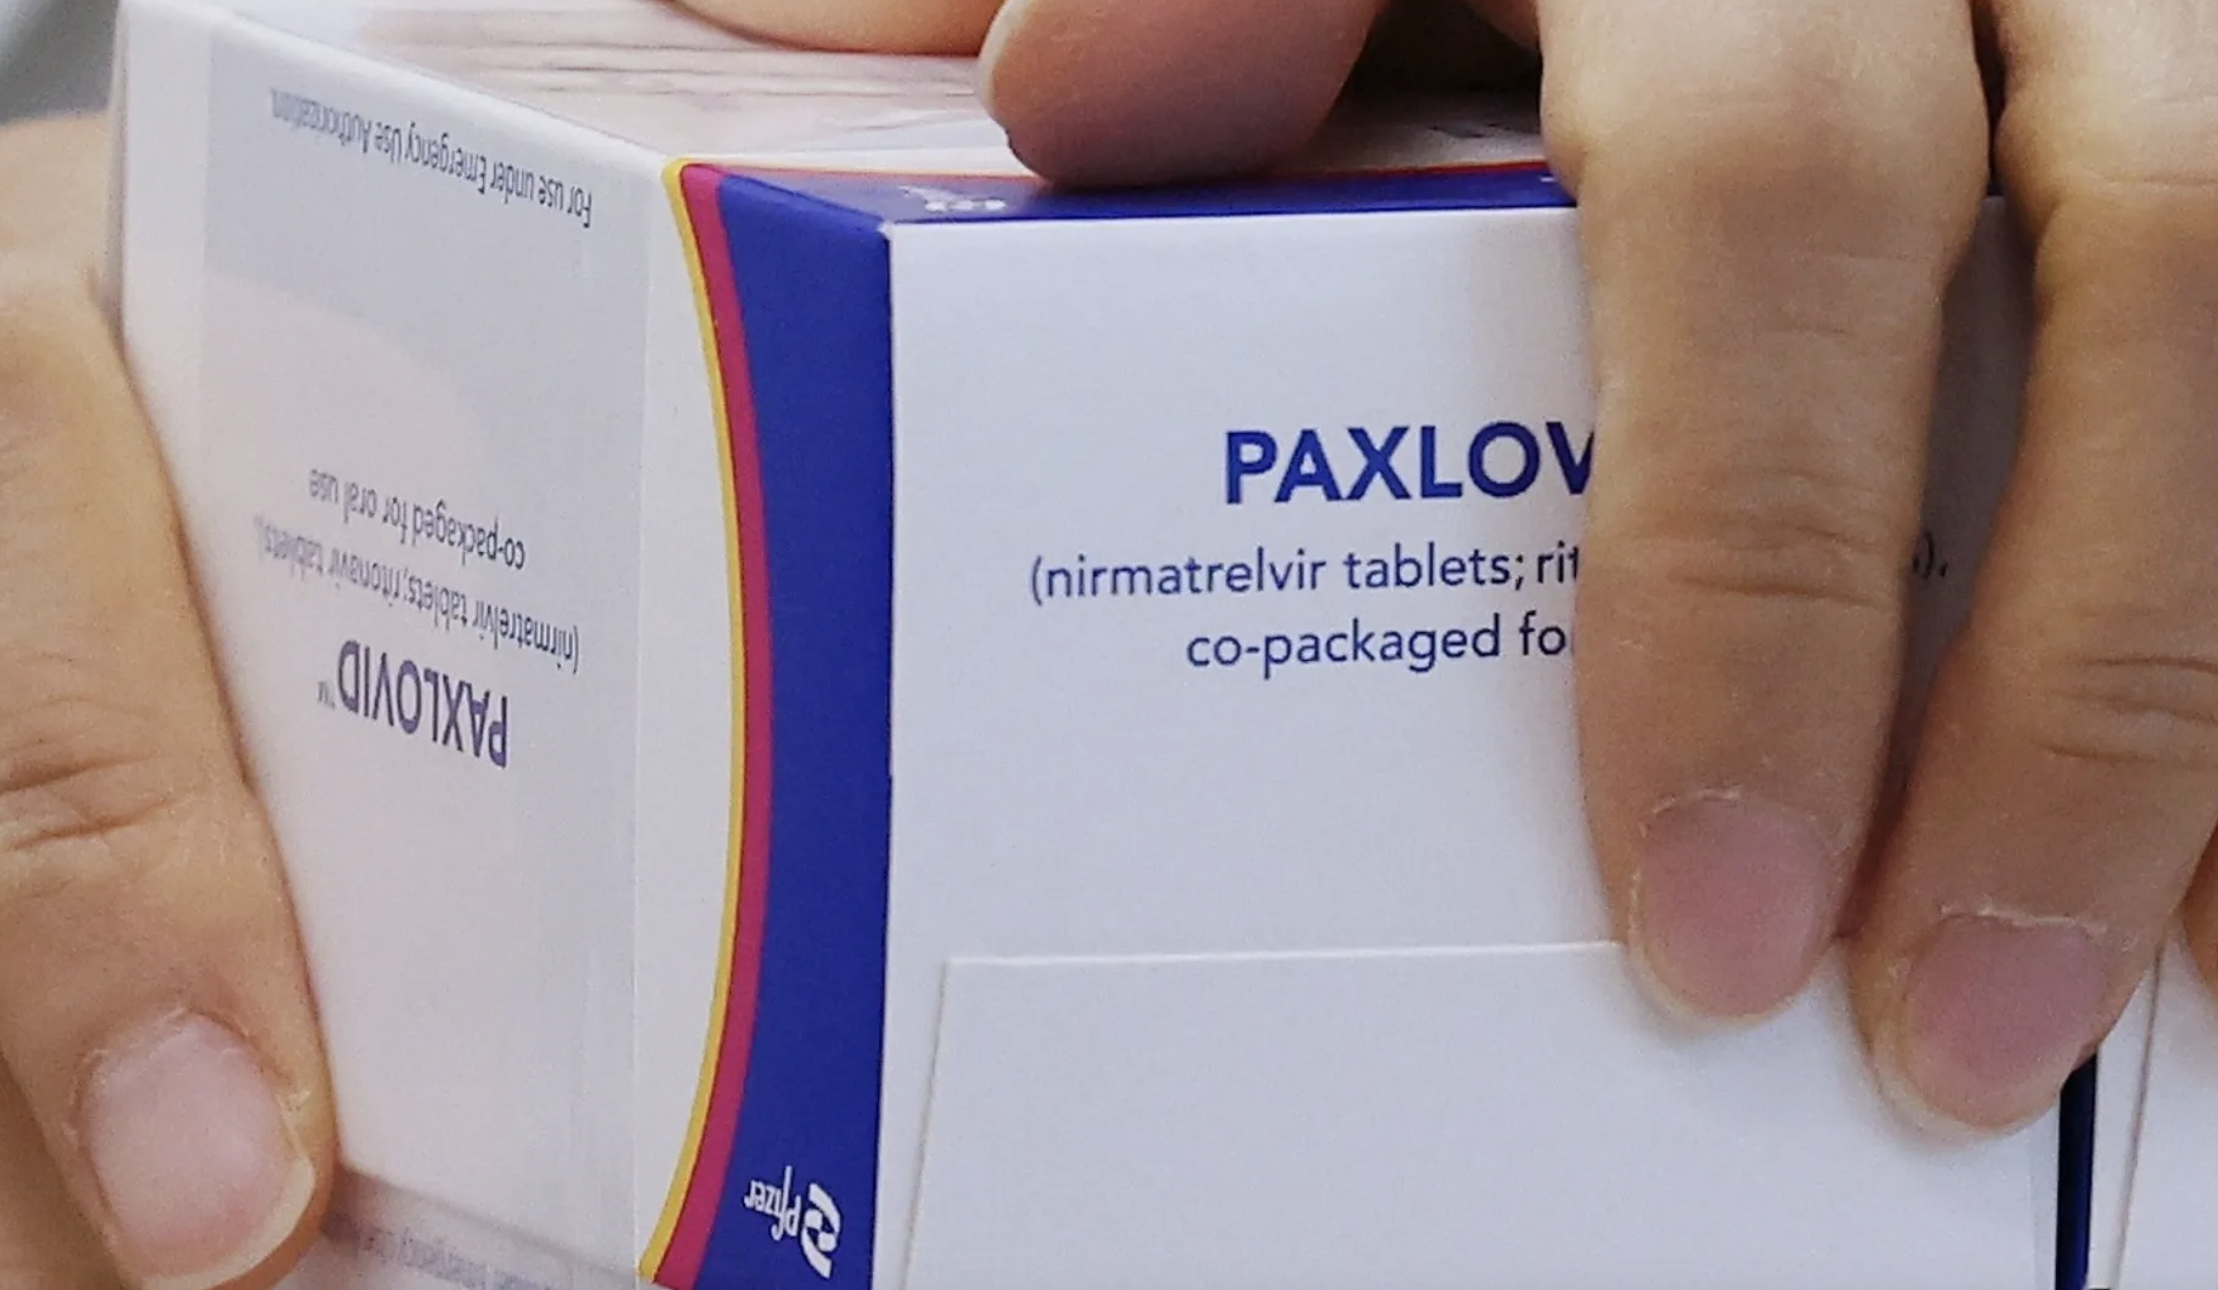 For use under Emergency Use Authorization.
PAXLOVID™
(nirmatrelvir tablets; ritonavir tablets),
co-packaged for oral use
PAXLOV
(nirmatrelvir tablets; rit ).
co-packaged fo
Pfizer